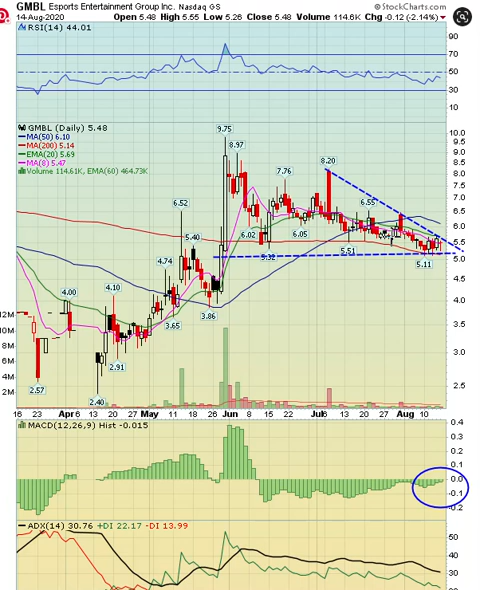 GMBL Esports Entertainment Group Inc. Nasdaq GS
© StockCharts.com
14-Aug-2020
Open 5.48 High 5.55 Low 5.26 Close 5.48 Volume 114.6K Chg -0.12 (-2.14%)
RSI(14) 44.01
90
70
50
30
10
GMBL (Daily) 5.48
MA(50) 6.10
MA(200) 5.14
EMA(20) 5.69
MA(8) 5.47
Volume 114.61K, EMA(60) 464.73K
9.75
8.97
8.20
7.76
6.52
6.55
6.02
6.05
5.40
5.32
5.51
5.11
4.74
4.00
4.10
3.86
3.65
2.91
2.57
2.40
10.0
9.5
9.0
8.5
8.0
7.5
7.0
6.5
6.0
5.5
5.0
4.5
4.0
3.5
3.0
2.5
12M
10M
8M
6M
4M
2M
16 23 Apr 6 13 20 27 May 11 18 26 Jun 8 15 22 Jul 6 13 20 27 Aug 10
MACD(12,26,9) Hist -0.015
0.4
0.3
0.2
0.1
0.0
-0.1
-0.2
ADX(14) 30.76 +DI 22.17 -DI 13.99
50
40
30